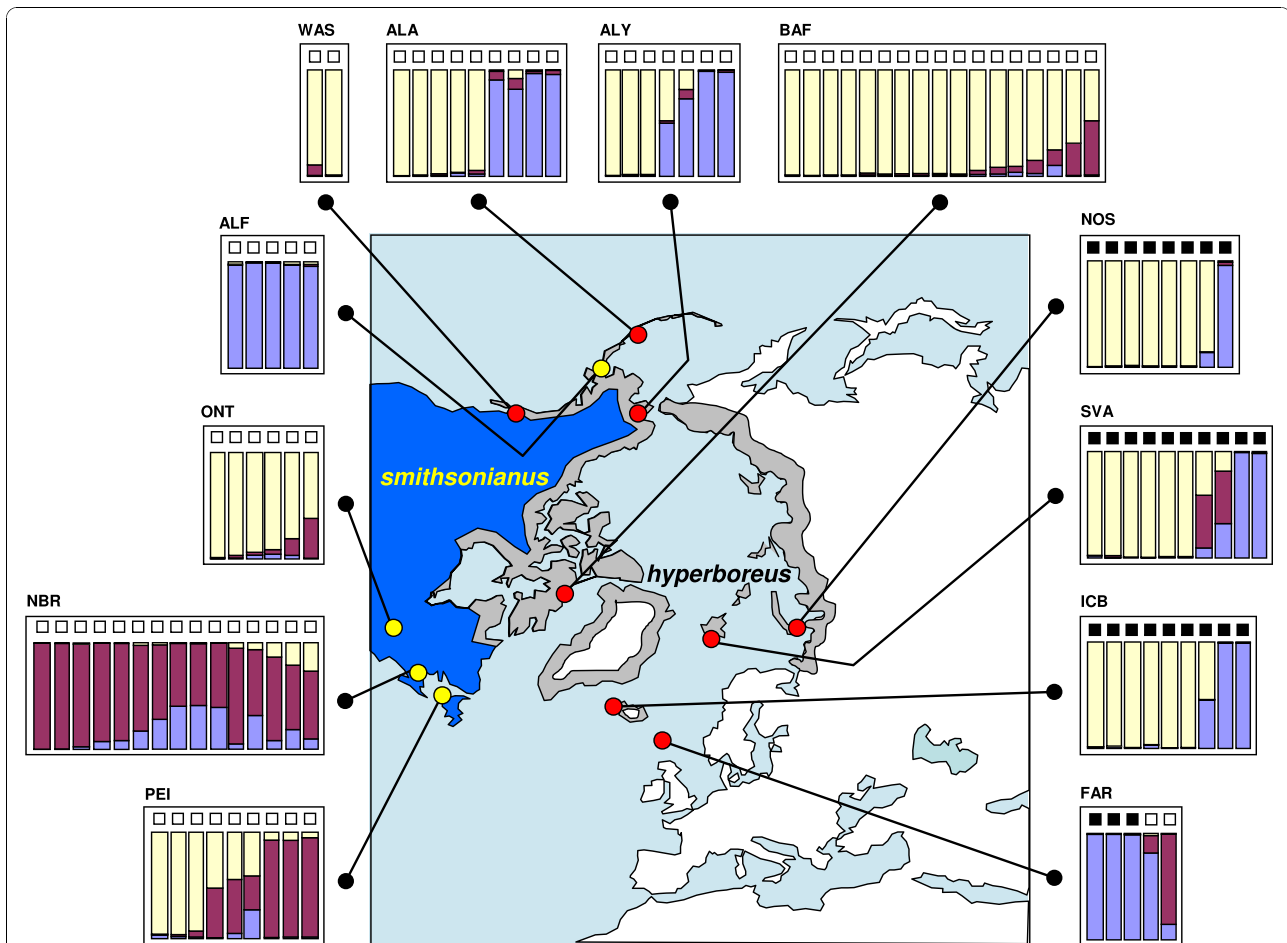 WAS
ALA
ALY
BAF
ALF
NOS
ONT
SVA
smithsonianus
hyperboreus
NBR
ICB
PEI
FAR